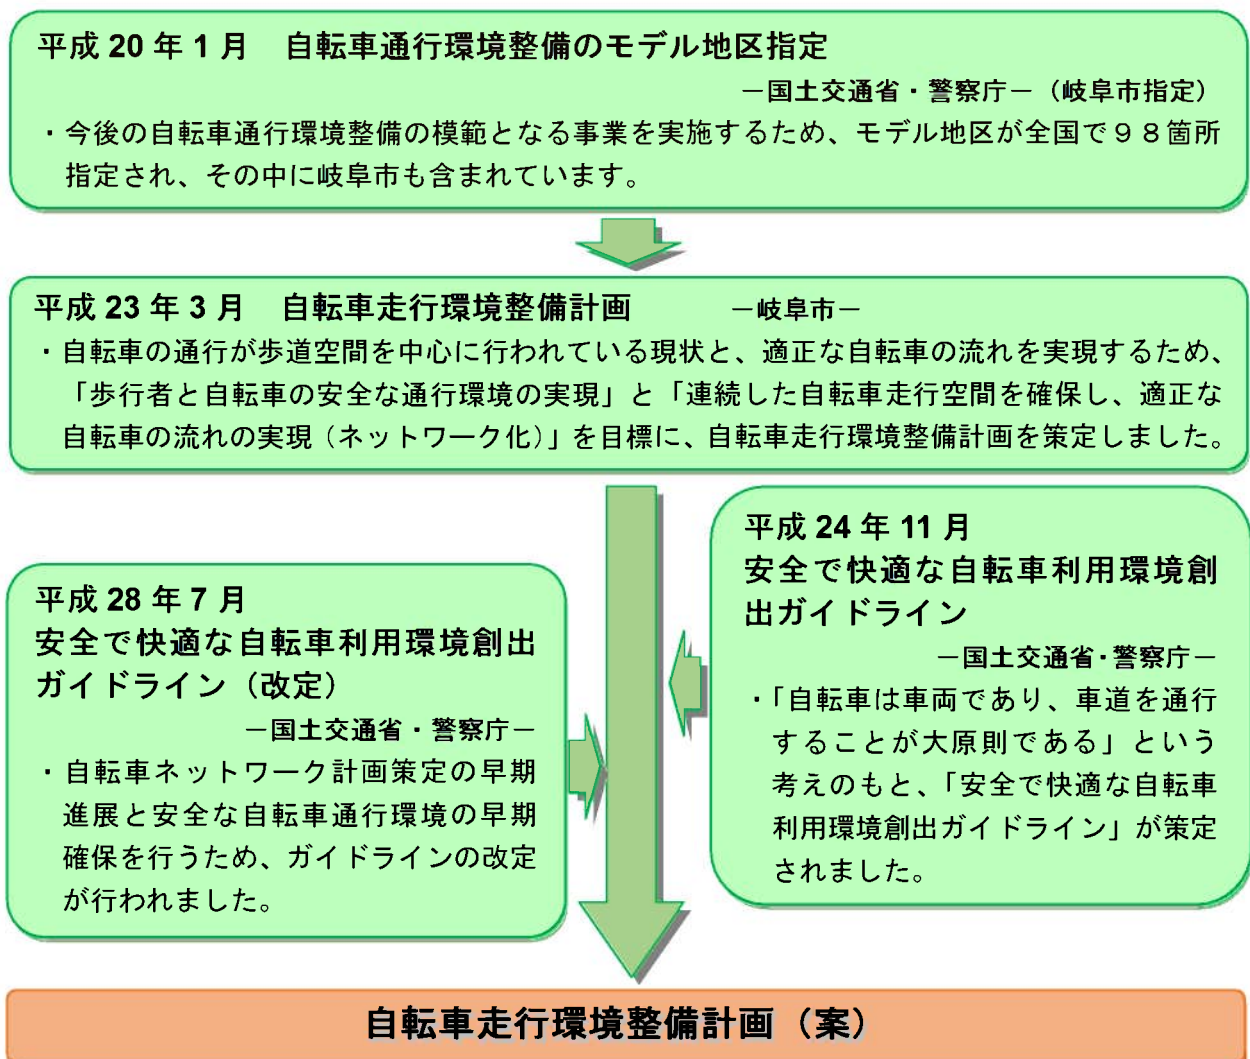 平成 20 年 1 月　自転車通行環境整備のモデル地区指定
－国土交通省・警察庁－（岐阜市指定）
・今後の自転車通行環境整備の模範となる事業を実施するため、モデル地区が全国で９８箇所
指定され、その中に岐阜市も含まれています。
平成 23 年 3 月　自転車走行環境整備計画　　－岐阜市－
・自転車の通行が歩道空間を中心に行われている現状と、適正な自転車の流れを実現するため、
「歩行者と自転車の安全な通行環境の実現」と「連続した自転車走行空間を確保し、適正な
自転車の流れの実現（ネットワーク化）」を目標に、自転車走行環境整備計画を策定しました。
平成 24 年 11 月
安全で快適な自転車利用環境創
出ガイドライン
－国土交通省・警察庁－
・「自転車は車両であり、車道を通行
することが大原則である」という
考えのもと、「安全で快適な自転車
利用環境創出ガイドライン」が策定
されました。
平成 28 年 7 月
安全で快適な自転車利用環境創出
ガイドライン（改定）
－国土交通省・警察庁－
・自転車ネットワーク計画策定の早期
進展と安全な自転車通行環境の早期
確保を行うため、ガイドラインの改定
が行われました。
自転車走行環境整備計画（案）